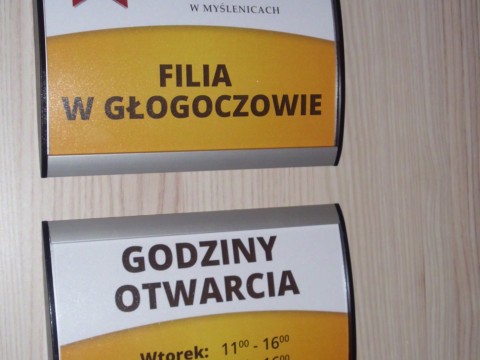 W MYŚLENICACH
FILIA
W GŁOGOCZOWIE
GODZINY
OTWARCIA
Wtorek: 11⁰⁰ - 16⁰⁰